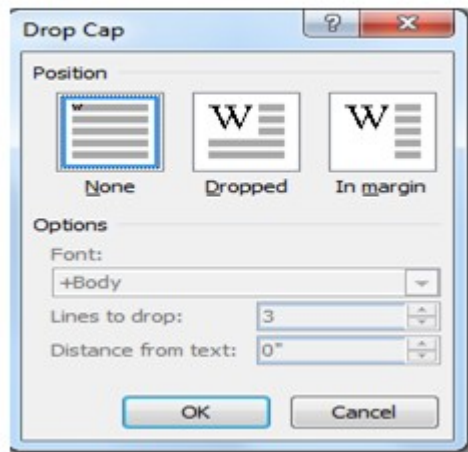 Drop Cap
Position
W W W
None Dropped In margin
Options
Font:
+Body
Lines to drop: 3
Distance from text: 0"
OK Cancel